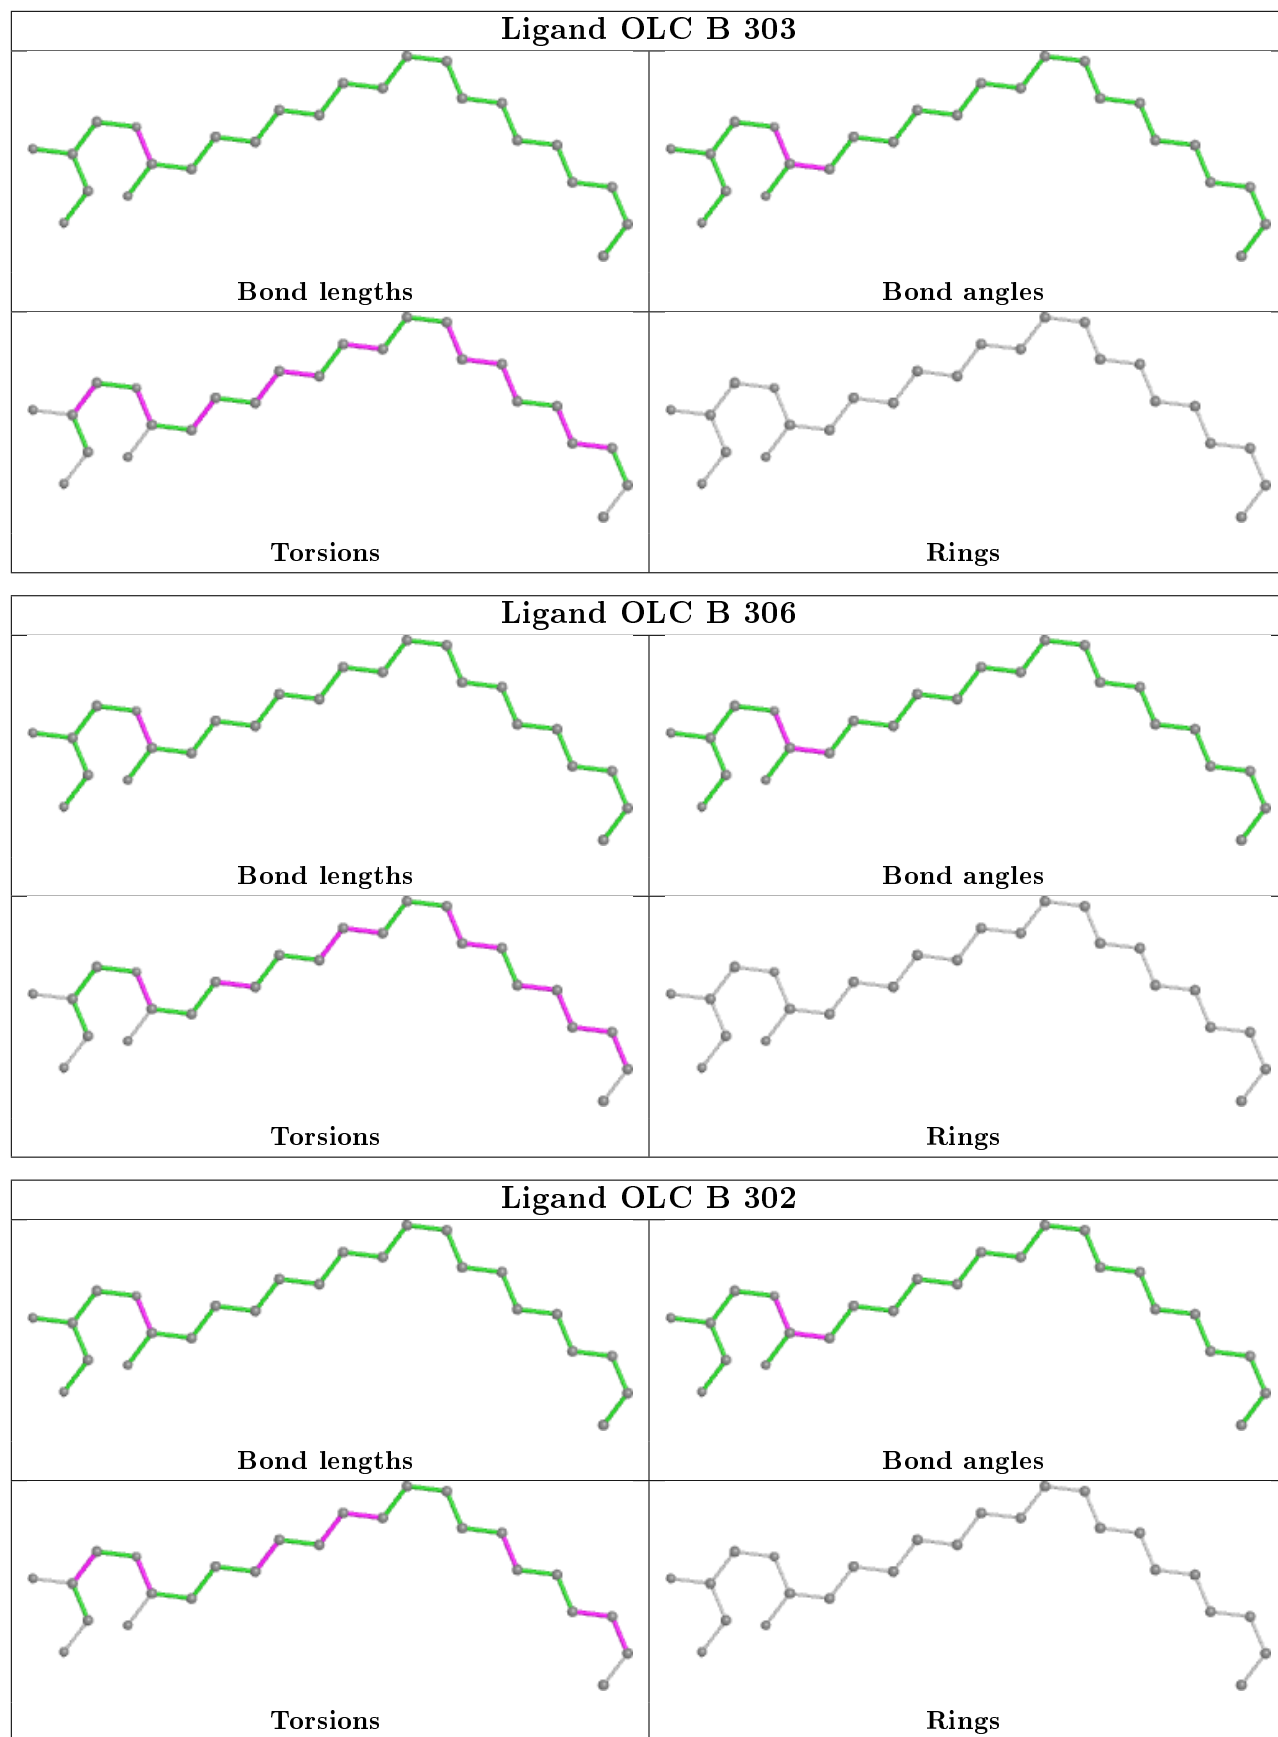 Ligand OLC B 303
Bond lengths
Bond angles
Torsions
Rings
Ligand OLC B 306
Bond lengths
Bond angles
Torsions
Rings
Ligand OLC B 302
Bond lengths
Bond angles
Torsions
Rings